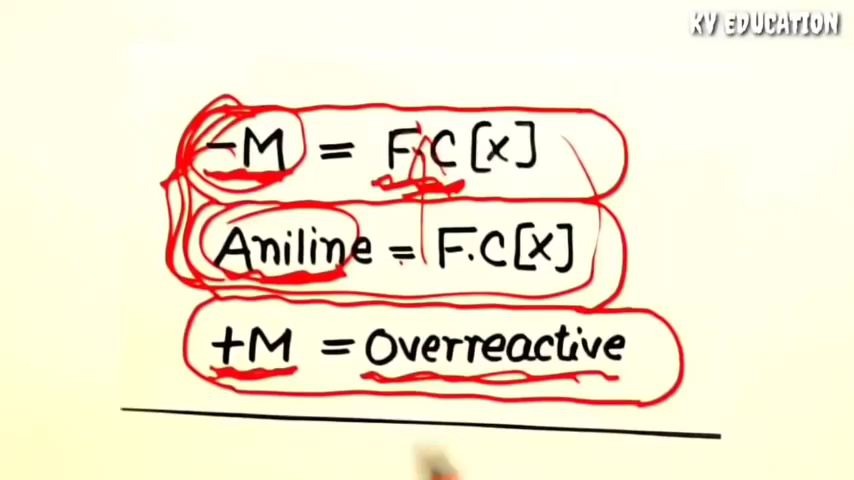 KV EDUCATION
-M = F.C[x]
Aniline = F.C[x]
+M = Overreactive